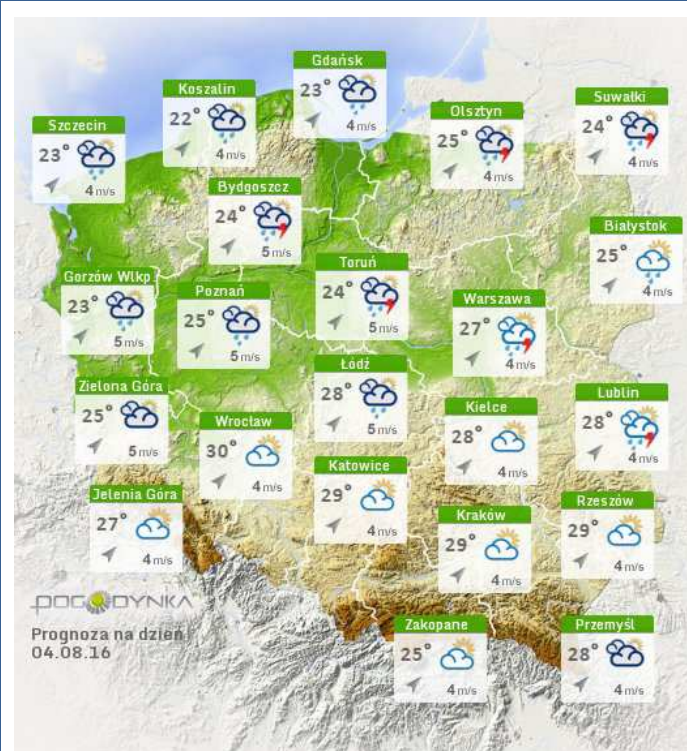 Gdańsk
23°
4 m/s
Koszalin
22°
4 m/s
Suwałki
24°
4 m/s
Olsztyn
25°
4 m/s
Szczecin
23°
4 m/s
Bydgoszcz
24°
5 m/s
Białystok
25°
4 m/s
Toruń
24°
5 m/s
Gorzów Wlkp
23°
5 m/s
Poznań
25°
5 m/s
Warszawa
27°
4 m/s
Łódź
28°
5 m/s
Zielona Góra
25°
5 m/s
Lublin
28°
4 m/s
Kielce
28°
4 m/s
Wrocław
30°
4 m/s
Katowice
29°
4 m/s
Jelenia Góra
27°
4 m/s
Rzeszów
29°
4 m/s
Kraków
29°
4 m/s
POGODYNKA
Prognoza na dzień
04.08.16
Zakopane
25°
4 m/s
Przemyśl
28°
4 m/s